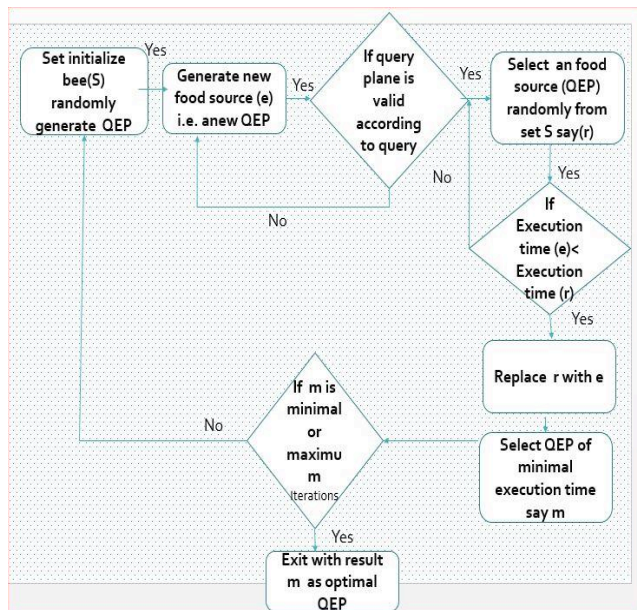 Set initialize
bee(S)
randomly
generate QEP
Yes
Generate new
food source (e)
i.e. anew QEP
Yes
If query
plane is
valid
according
to query
Yes
Select an food
source (QEP)
randomly from
set S say(r)
No
No
Yes
If
Execution
time (e)<
Execution
time (r)
Yes
Replace r with e
Select QEP of
minimal
execution time
say m
If m is
minimal
or
maximu
m
Iterations
No
Yes
Exit with result
m as optimal
QEP